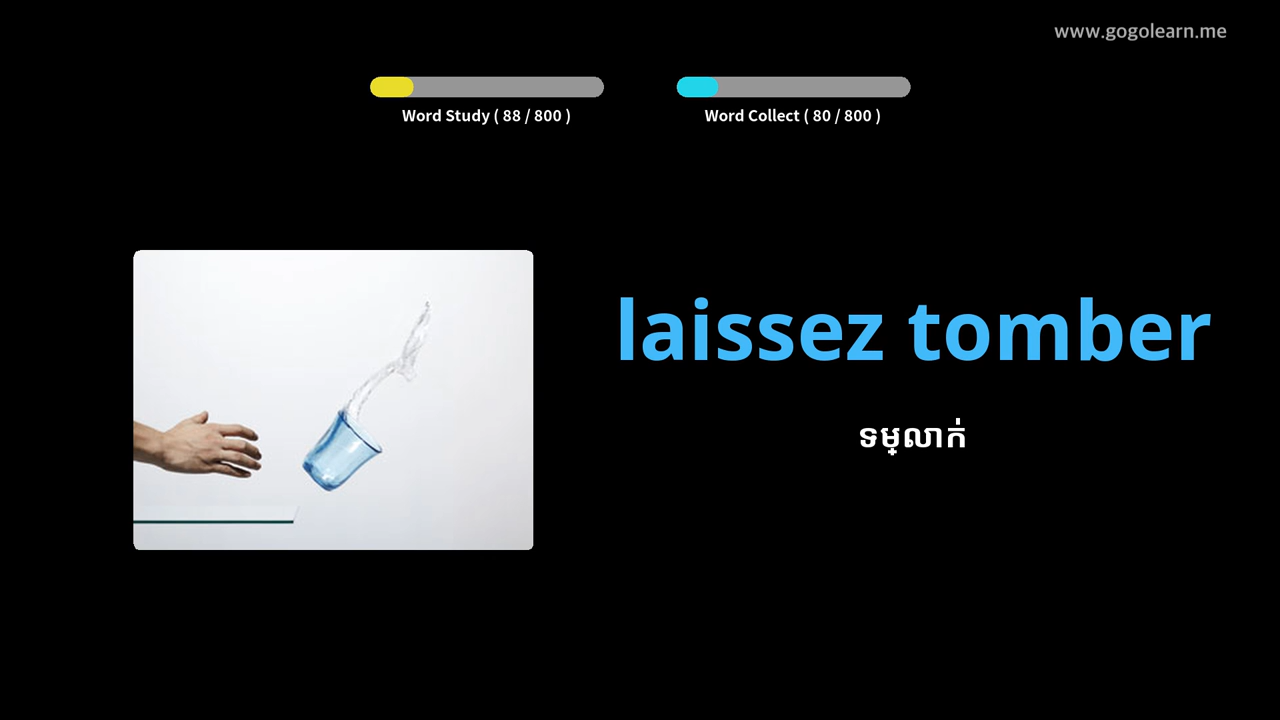 www.gogolearn.me
Word Study ( 88 / 800 )
Word Collect ( 80 / 800 )
laissez tomber
ទម្លាក់